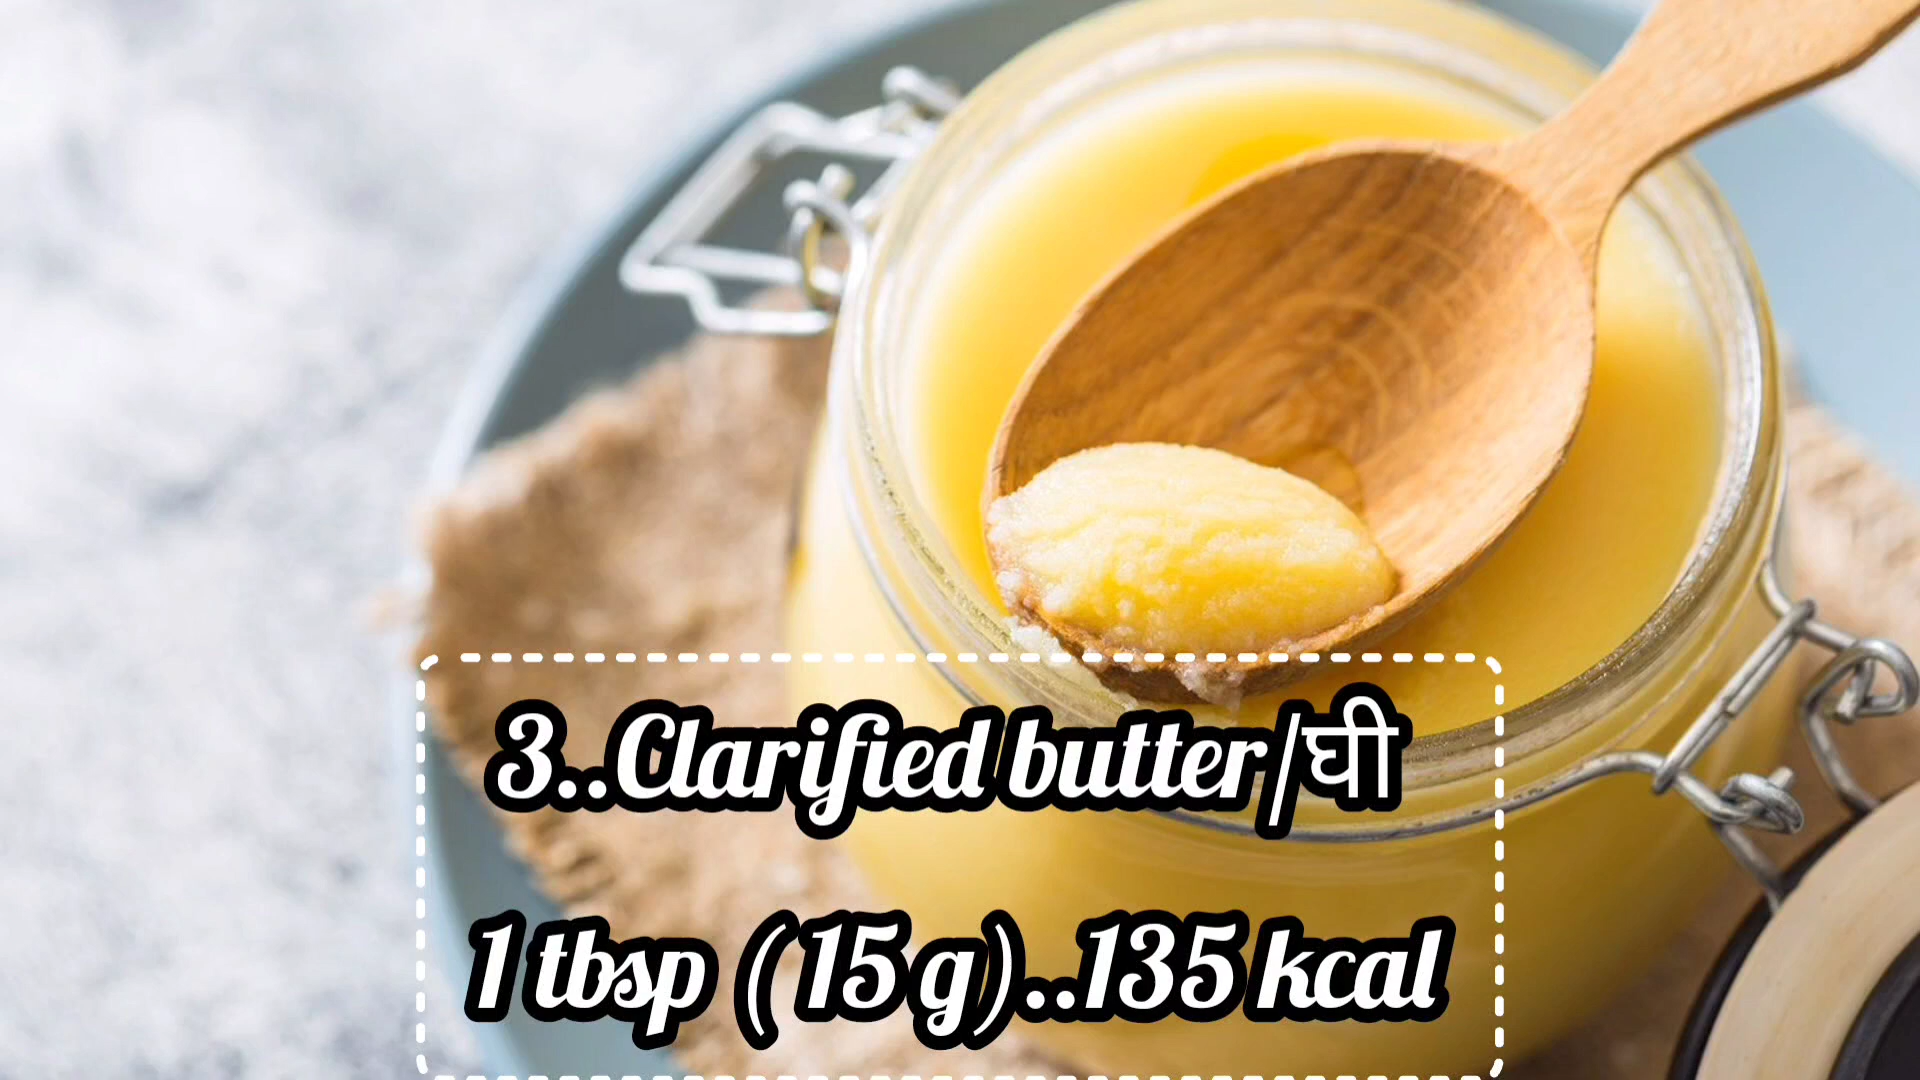 3..Clarified butter/घी
1 tbsp ( 15 g)..135 kcal